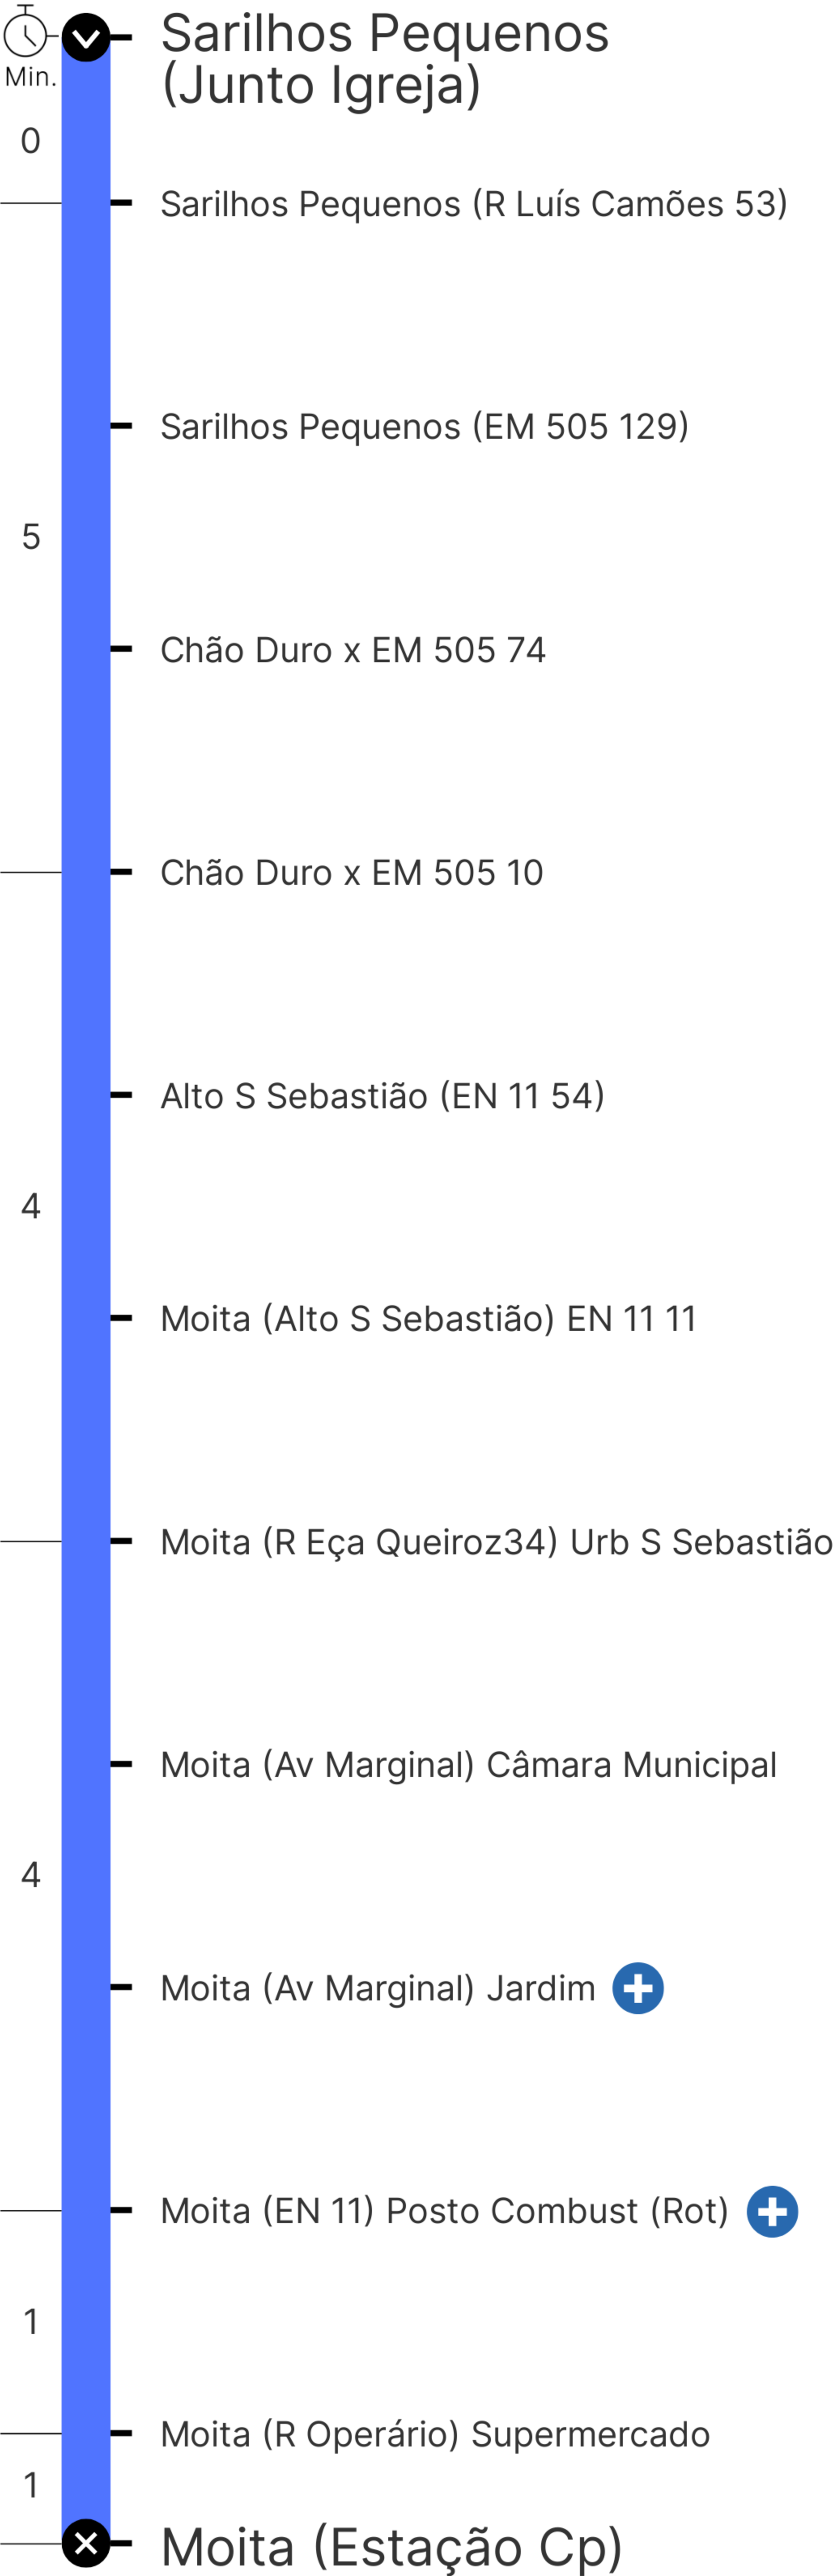 Sarilhos Pequenos
(Junto Igreja)
Min.
0
Sarilhos Pequenos (R Luís Camões 53)
Sarilhos Pequenos (EM 505 129)
5
Chão Duro x EM 505 74
Chão Duro x EM 505 10
Alto S Sebastião (EN 11 54)
4
Moita (Alto S Sebastião) EN 11 11
Moita (R Eça Queiroz34) Urb S Sebastião
Moita (Av Marginal) Câmara Municipal
4
Moita (Av Marginal) Jardim
Moita (EN 11) Posto Combust (Rot)
1
Moita (R Operário) Supermercado
1
Moita (Estação Cp)